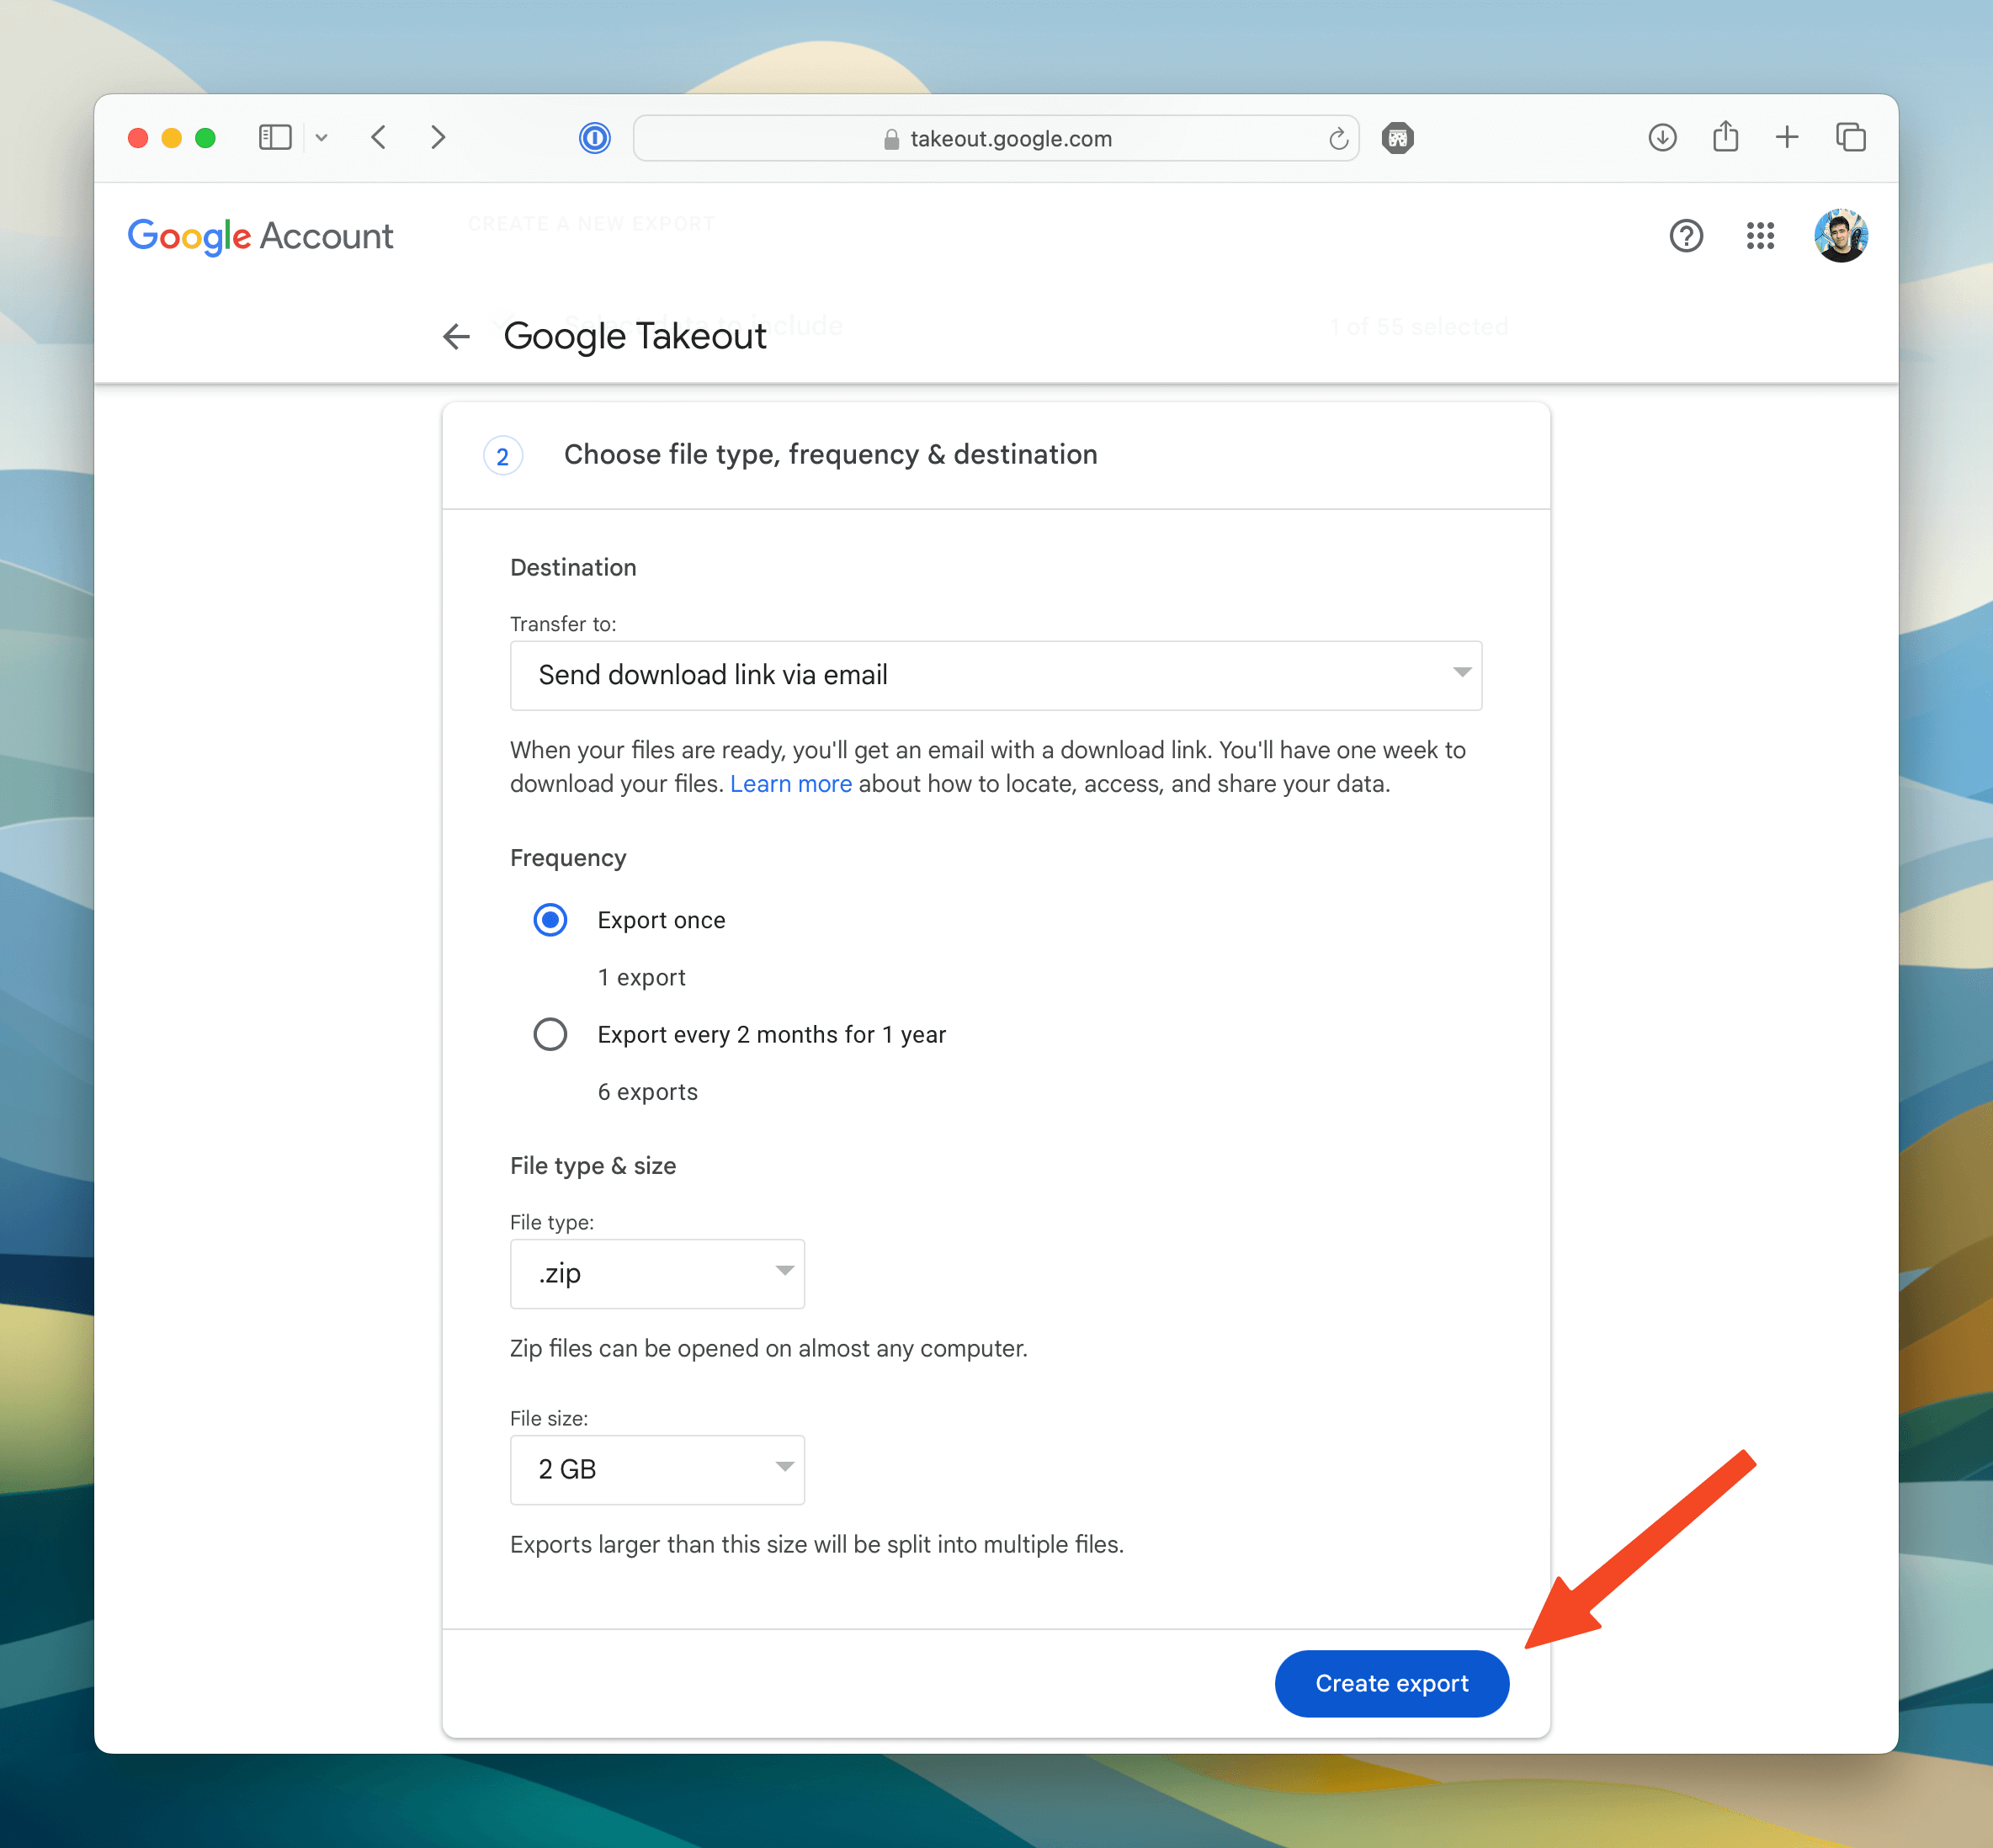 takeout.google.com
Google Account
CREATE A NEW EXPORT
Select data to include
1 of 55 selected
Google Takeout
2
Choose file type, frequency & destination
Destination
Transfer to:
Send download link via email
When your files are ready, you'll get an email with a download link. You'll have one week to
download your files. Learn more about how to locate, access, and share your data.
Frequency
Export once
1 export
Export every 2 months for 1 year
6 exports
File type & size
File type:
.zip
Zip files can be opened on almost any computer.
File size:
2 GB
Exports larger than this size will be split into multiple files.
Create export